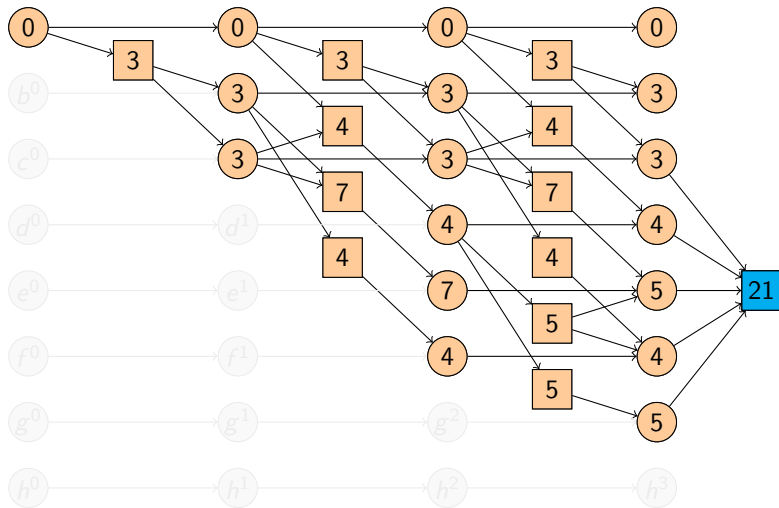 0 0 0 0
3 3 3
b⁰ 3 3 3
4 4
c⁰ 3 3 3
7 7
d⁰ d¹ 4 4
4 4
e⁰ e¹ 7 5 21
5
f⁰ f¹ 4 4
5
g⁰ g¹ g² 5
h⁰ h¹ h² h³